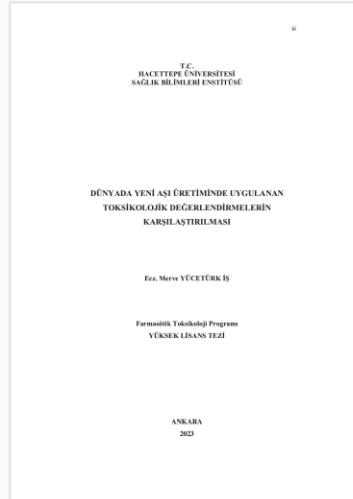 ii
T.C.
HACETTEPE ÜNİVERSİTESİ
SAĞLIK BİLİMLERİ ENSTİTÜSÜ
DÜNYADA YENİ AŞI ÜRETİMİNDE UYGULANAN
TOKSİKOLOJİK DEĞERLENDİRMELERİN
KARŞILAŞTIRILMASI
Ecz. Merve YÜCETÜRK İŞ
Farmasötik Toksikoloji Programı
YÜKSEK LİSANS TEZİ
ANKARA
2023